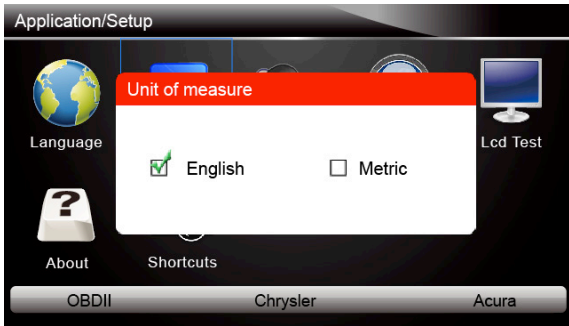 Application/Setup
Unit of measure
Language
Lcd Test
English
Metric
?
About
Shortcuts
OBDII
Chrysler
Acura